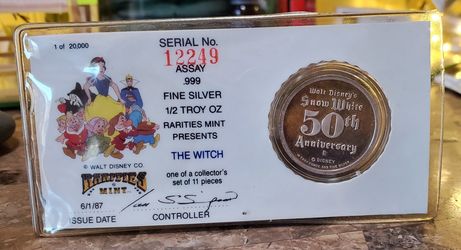 1 of 20,000
SERIAL No.
12249
ASSAY
.999
FINE SILVER
1/2 TROY OZ
RARITIES MINT
PRESENTS
THE WITCH
one of a collector's
set of 11 pieces
© WALT DISNEY CO.
RARITIES
MINT
6/1/87
ISSUE DATE
CONTROLLER
Walt Disney's
Snow White
50th
Anniversary
© DISNEY